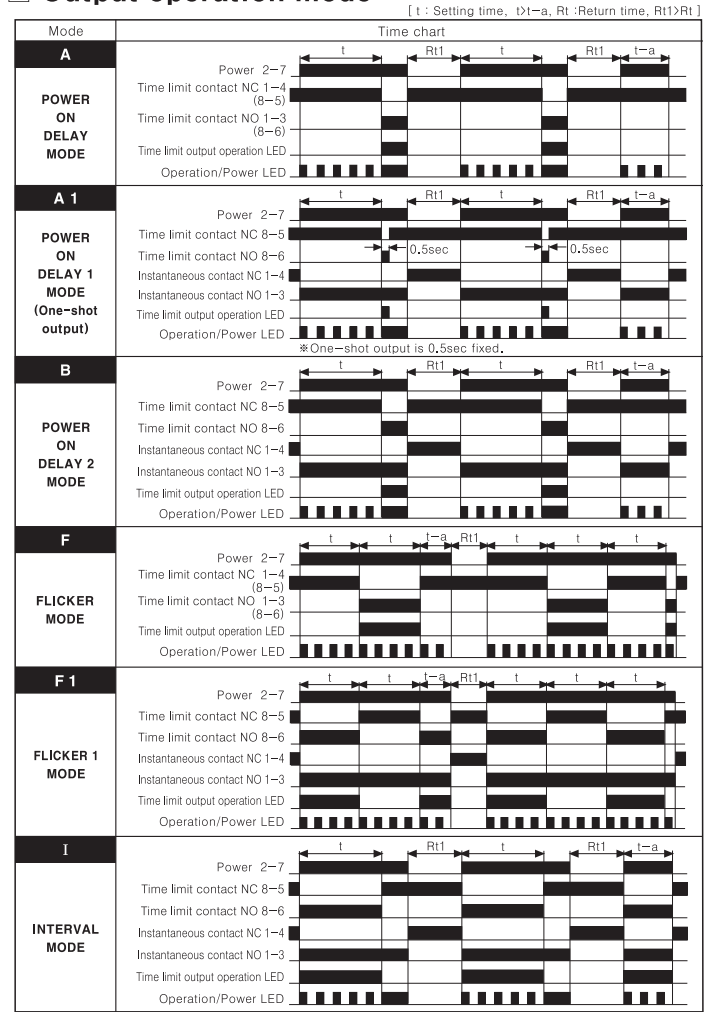 Output operation mode
[ t : Setting time, t>t-a, Rt :Return time, Rt1>Rt ]
Mode
Time chart
A
POWER
ON
DELAY
MODE
t Rt1 t Rt1 t-a
Power 2-7
Time limit contact NC 1-4
(8-5)
Time limit contact NO 1-3
(8-6)
Time limit output operation LED
Operation/Power LED
A 1
POWER
ON
DELAY 1
MODE
(One-shot
output)
t Rt1 t Rt1 t-a
Power 2-7
Time limit contact NC 8-5
Time limit contact NO 8-6
0.5sec 0.5sec
Instantaneous contact NC 1-4
Instantaneous contact NO 1-3
Time limit output operation LED
Operation/Power LED
※One-shot output is 0.5sec fixed.
B
POWER
ON
DELAY 2
MODE
t Rt1 t Rt1 t-a
Power 2-7
Time limit contact NC 8-5
Time limit contact NO 8-6
Instantaneous contact NC 1-4
Instantaneous contact NO 1-3
Time limit output operation LED
Operation/Power LED
F
FLICKER
MODE
t t t-a Rt1 t t t
Power 2-7
Time limit contact NC 1-4
(8-5)
Time limit contact NO 1-3
(8-6)
Time limit output operation LED
Operation/Power LED
F 1
FLICKER 1
MODE
t t t-a Rt1 t t t
Power 2-7
Time limit contact NC 8-5
Time limit contact NO 8-6
Instantaneous contact NC 1-4
Instantaneous contact NO 1-3
Time limit output operation LED
Operation/Power LED
I
INTERVAL
MODE
t Rt1 t Rt1 t-a
Power 2-7
Time limit contact NC 8-5
Time limit contact NO 8-6
Instantaneous contact NC 1-4
Instantaneous contact NO 1-3
Time limit output operation LED
Operation/Power LED